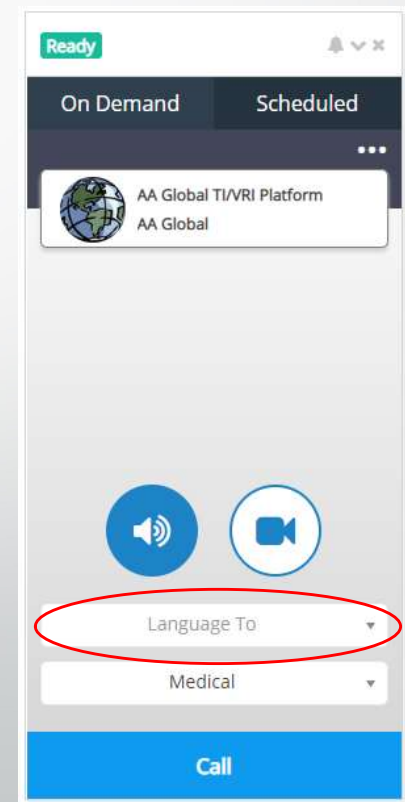 Ready
On Demand Scheduled
AA Global TI/VRI Platform
AA Global
Language To
Medical
Call